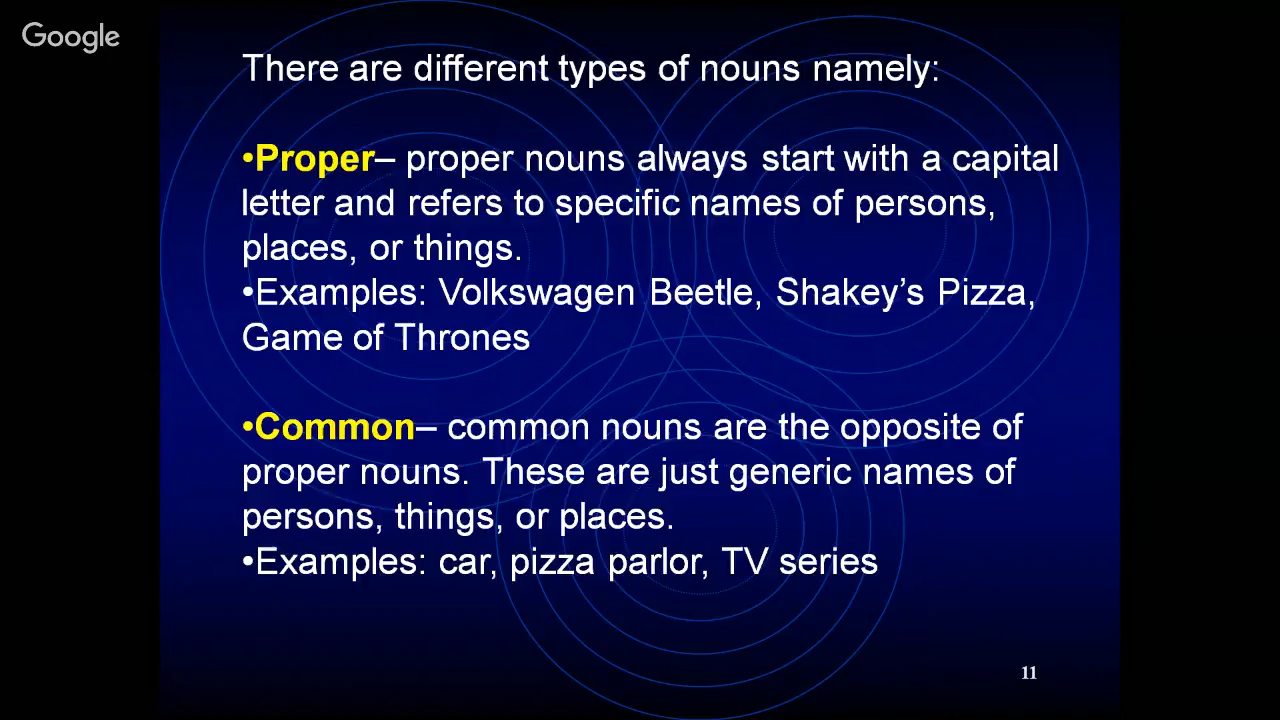 Google
There are different types of nouns namely:
•Proper– proper nouns always start with a capital
letter and refers to specific names of persons,
places, or things.
•Examples: Volkswagen Beetle, Shakey’s Pizza,
Game of Thrones
•Common– common nouns are the opposite of
proper nouns. These are just generic names of
persons, things, or places.
•Examples: car, pizza parlor, TV series
11